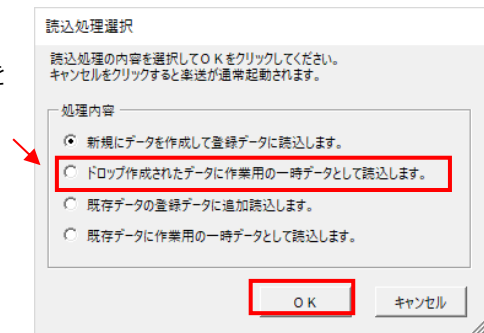 読込処理選択
読込処理の内容を選択してＯＫをクリックしてください。
キャンセルをクリックすると楽送が通常起動されます。
を
処理内容
新規にデータを作成して登録データに読込します。
ドロップ作成されたデータに作業用の一時データとして読込します。
既存データの登録データに追加読込します。
既存データに作業用の一時データとして読込します。
ＯＫ
キャンセル